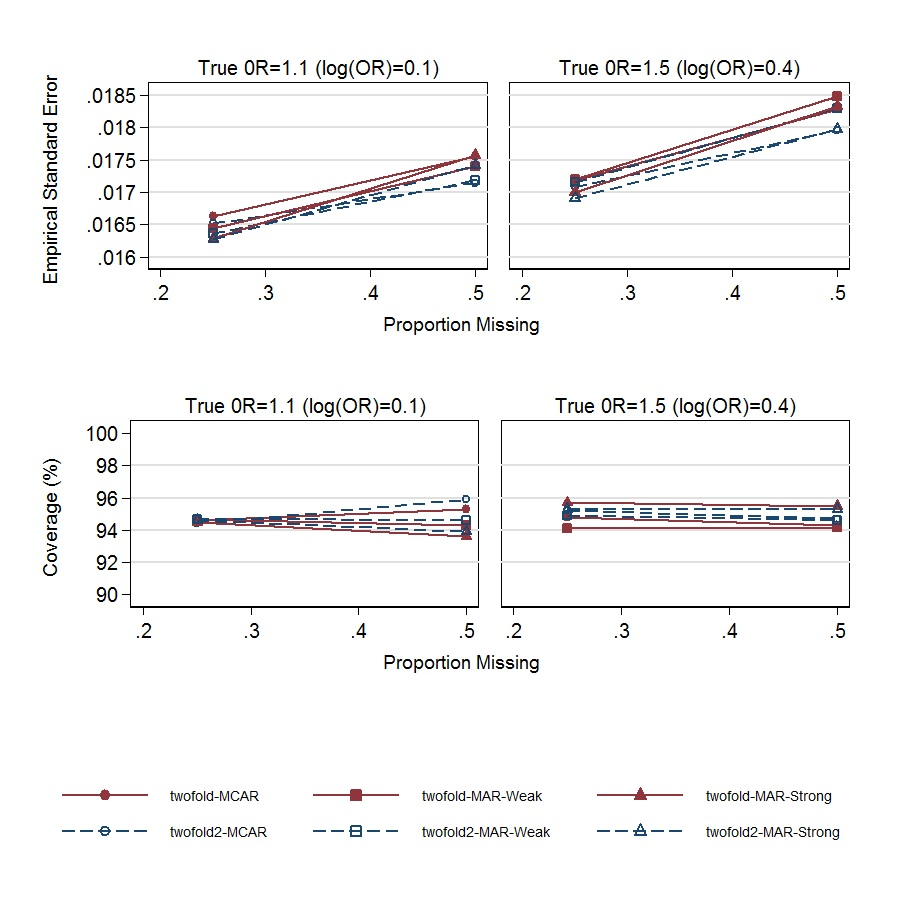 True 0R=1.1 (log(OR)=0.1) True 0R=1.5 (log(OR)=0.4)
Empirical Standard Error
.0185
.018
.0175
.017
.0165
.016
.2 .3 .4 .5 .2 .3 .4 .5
Proportion Missing
True 0R=1.1 (log(OR)=0.1) True 0R=1.5 (log(OR)=0.4)
Coverage (%)
100
98
96
94
92
90
.2 .3 .4 .5 .2 .3 .4 .5
Proportion Missing
twofold-MCAR twofold-MAR-Weak twofold-MAR-Strong
twofold2-MCAR twofold2-MAR-Weak twofold2-MAR-Strong